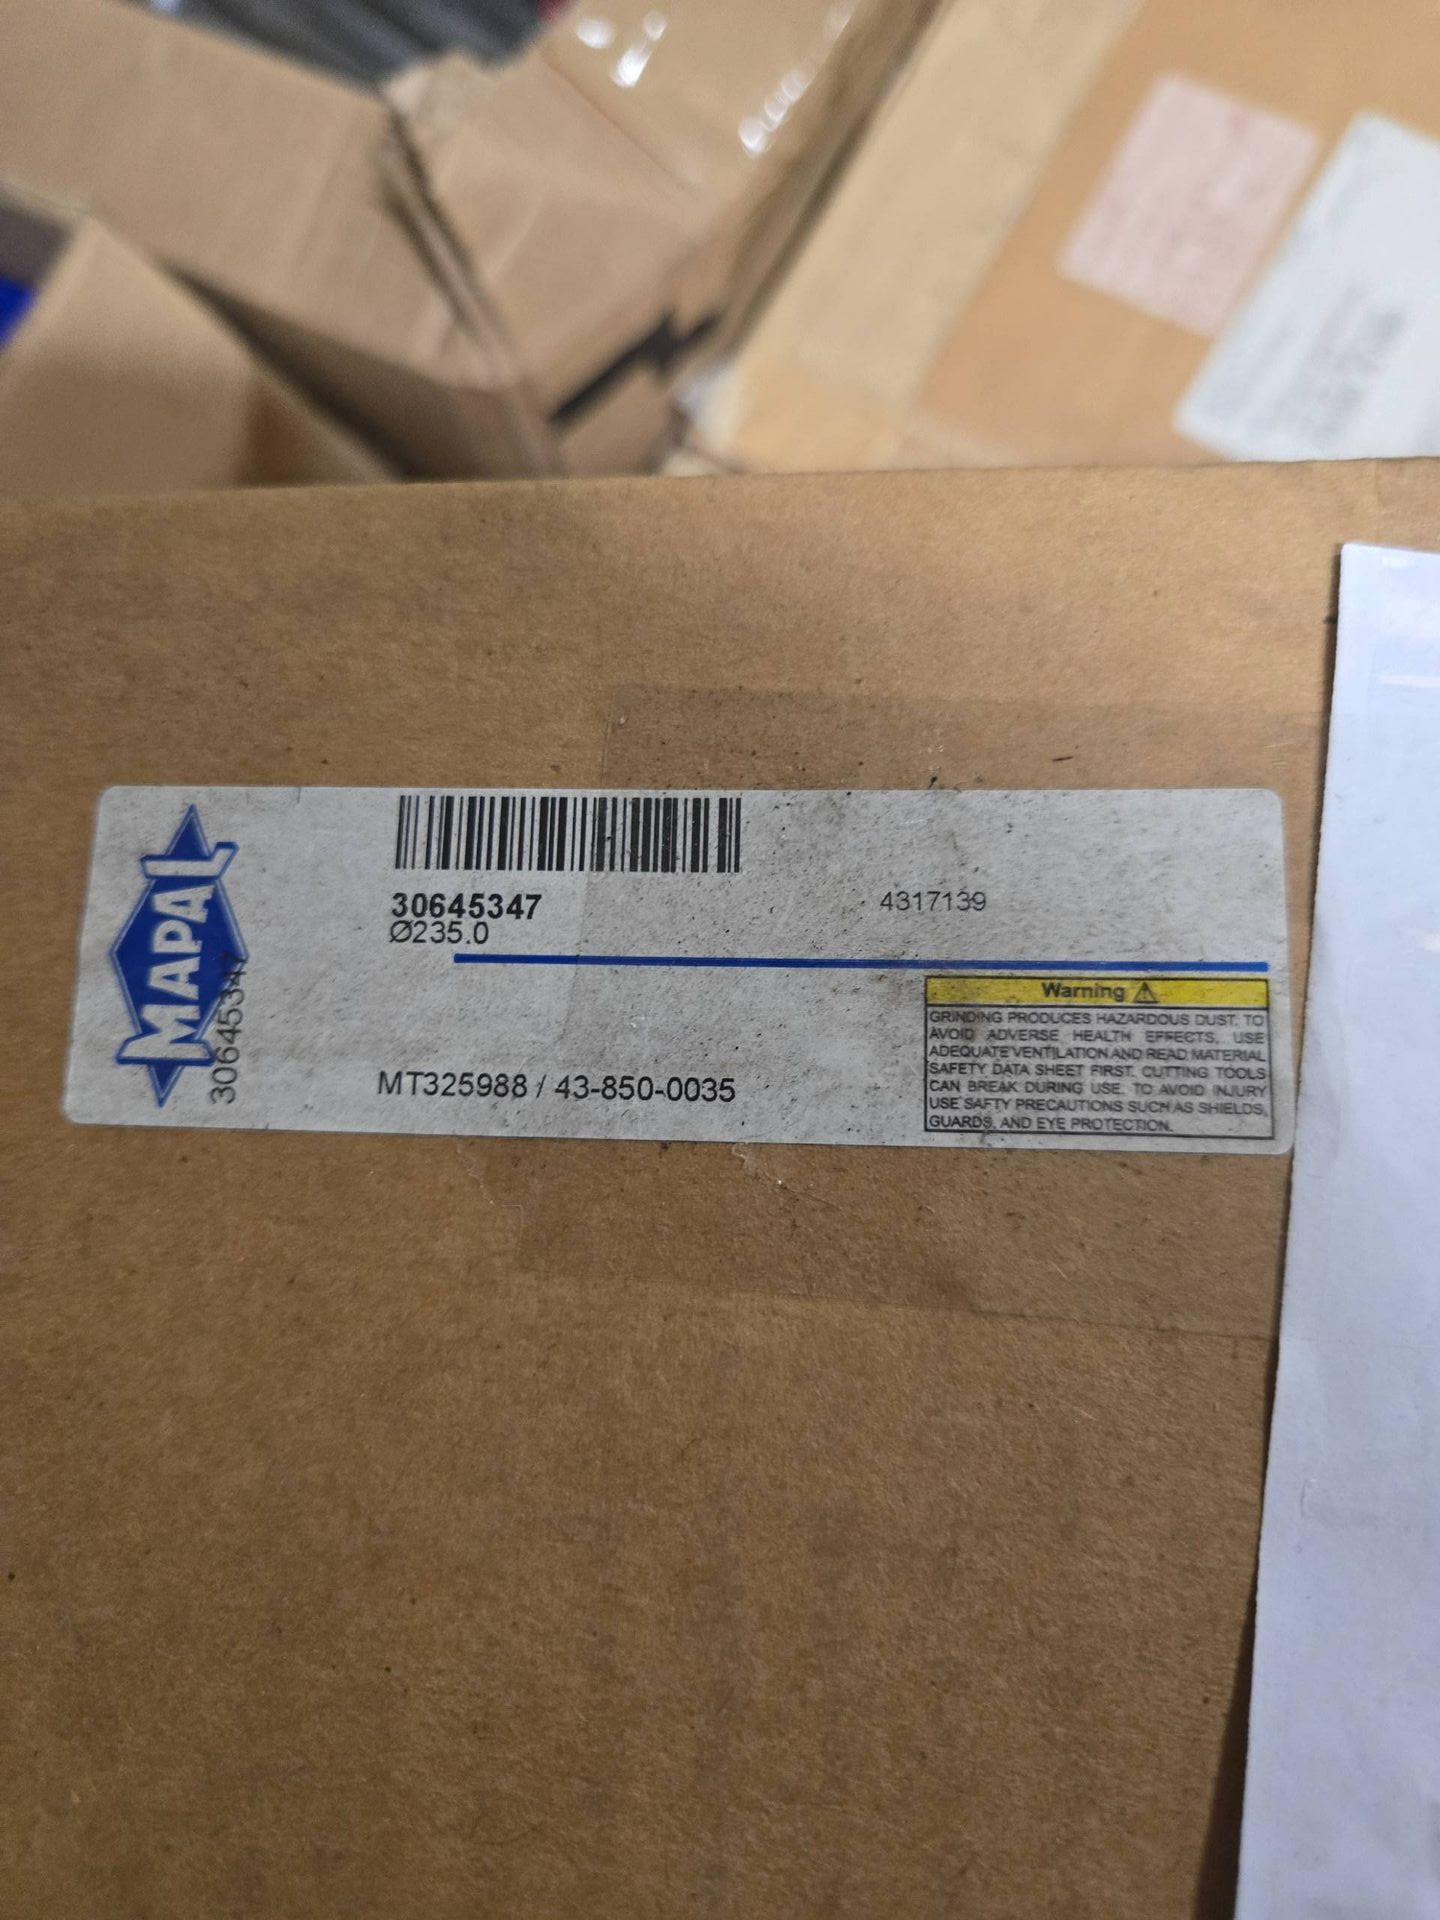 MAPAL
30645347
30645347
4317139
Ø235.0
MT325988 / 43-850-0035
Warning
GRINDING PRODUCES HAZARDOUS DUST, TO
AVOID ADVERSE HEALTH EFFECTS, USE
ADEQUATE VENTILATION AND READ MATERIAL
SAFETY DATA SHEET FIRST. CUTTING TOOLS
CAN BREAK DURING USE. TO AVOID INJURY
USE SAFTY PRECAUTIONS SUCH AS SHIELDS,
GUARDS, AND EYE PROTECTION.